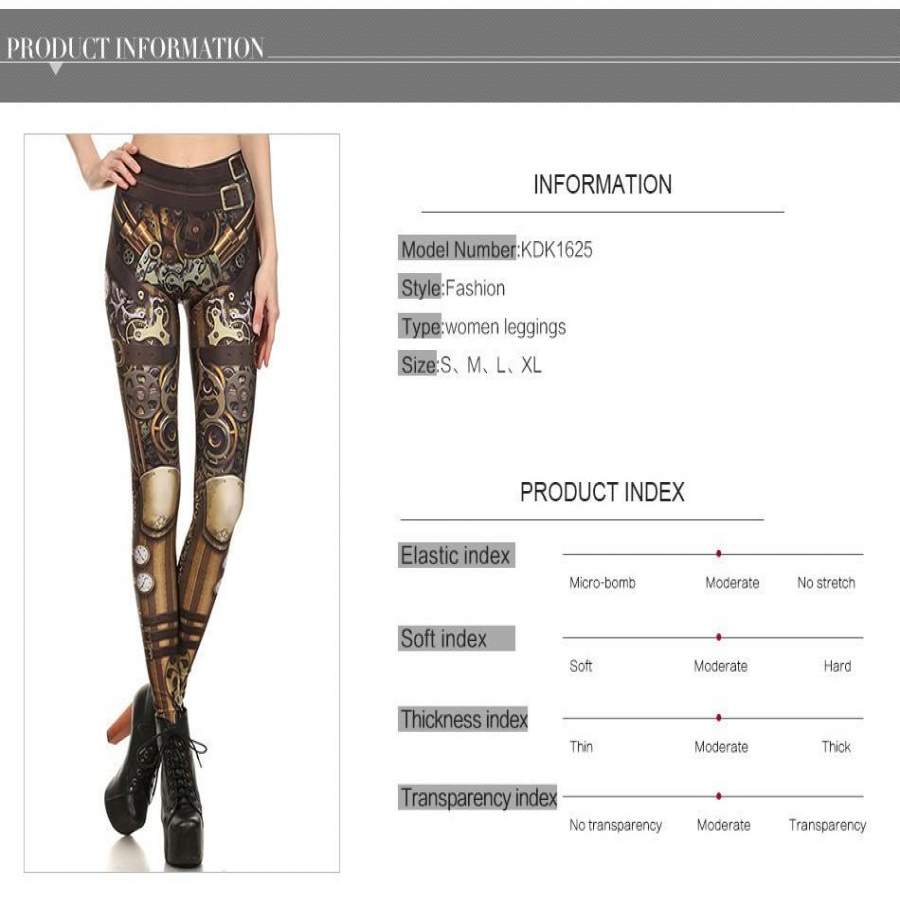 PRODUCT INFORMATION
INFORMATION
Model Number:KDK1625
Style:Fashion
Type:women leggings
Size:S、M、L、XL
PRODUCT INDEX
Elastic index
Micro-bomb Moderate No stretch
Soft index
Soft Moderate Hard
Thickness index
Thin Moderate Thick
Transparency index
No transparency Moderate Transparency